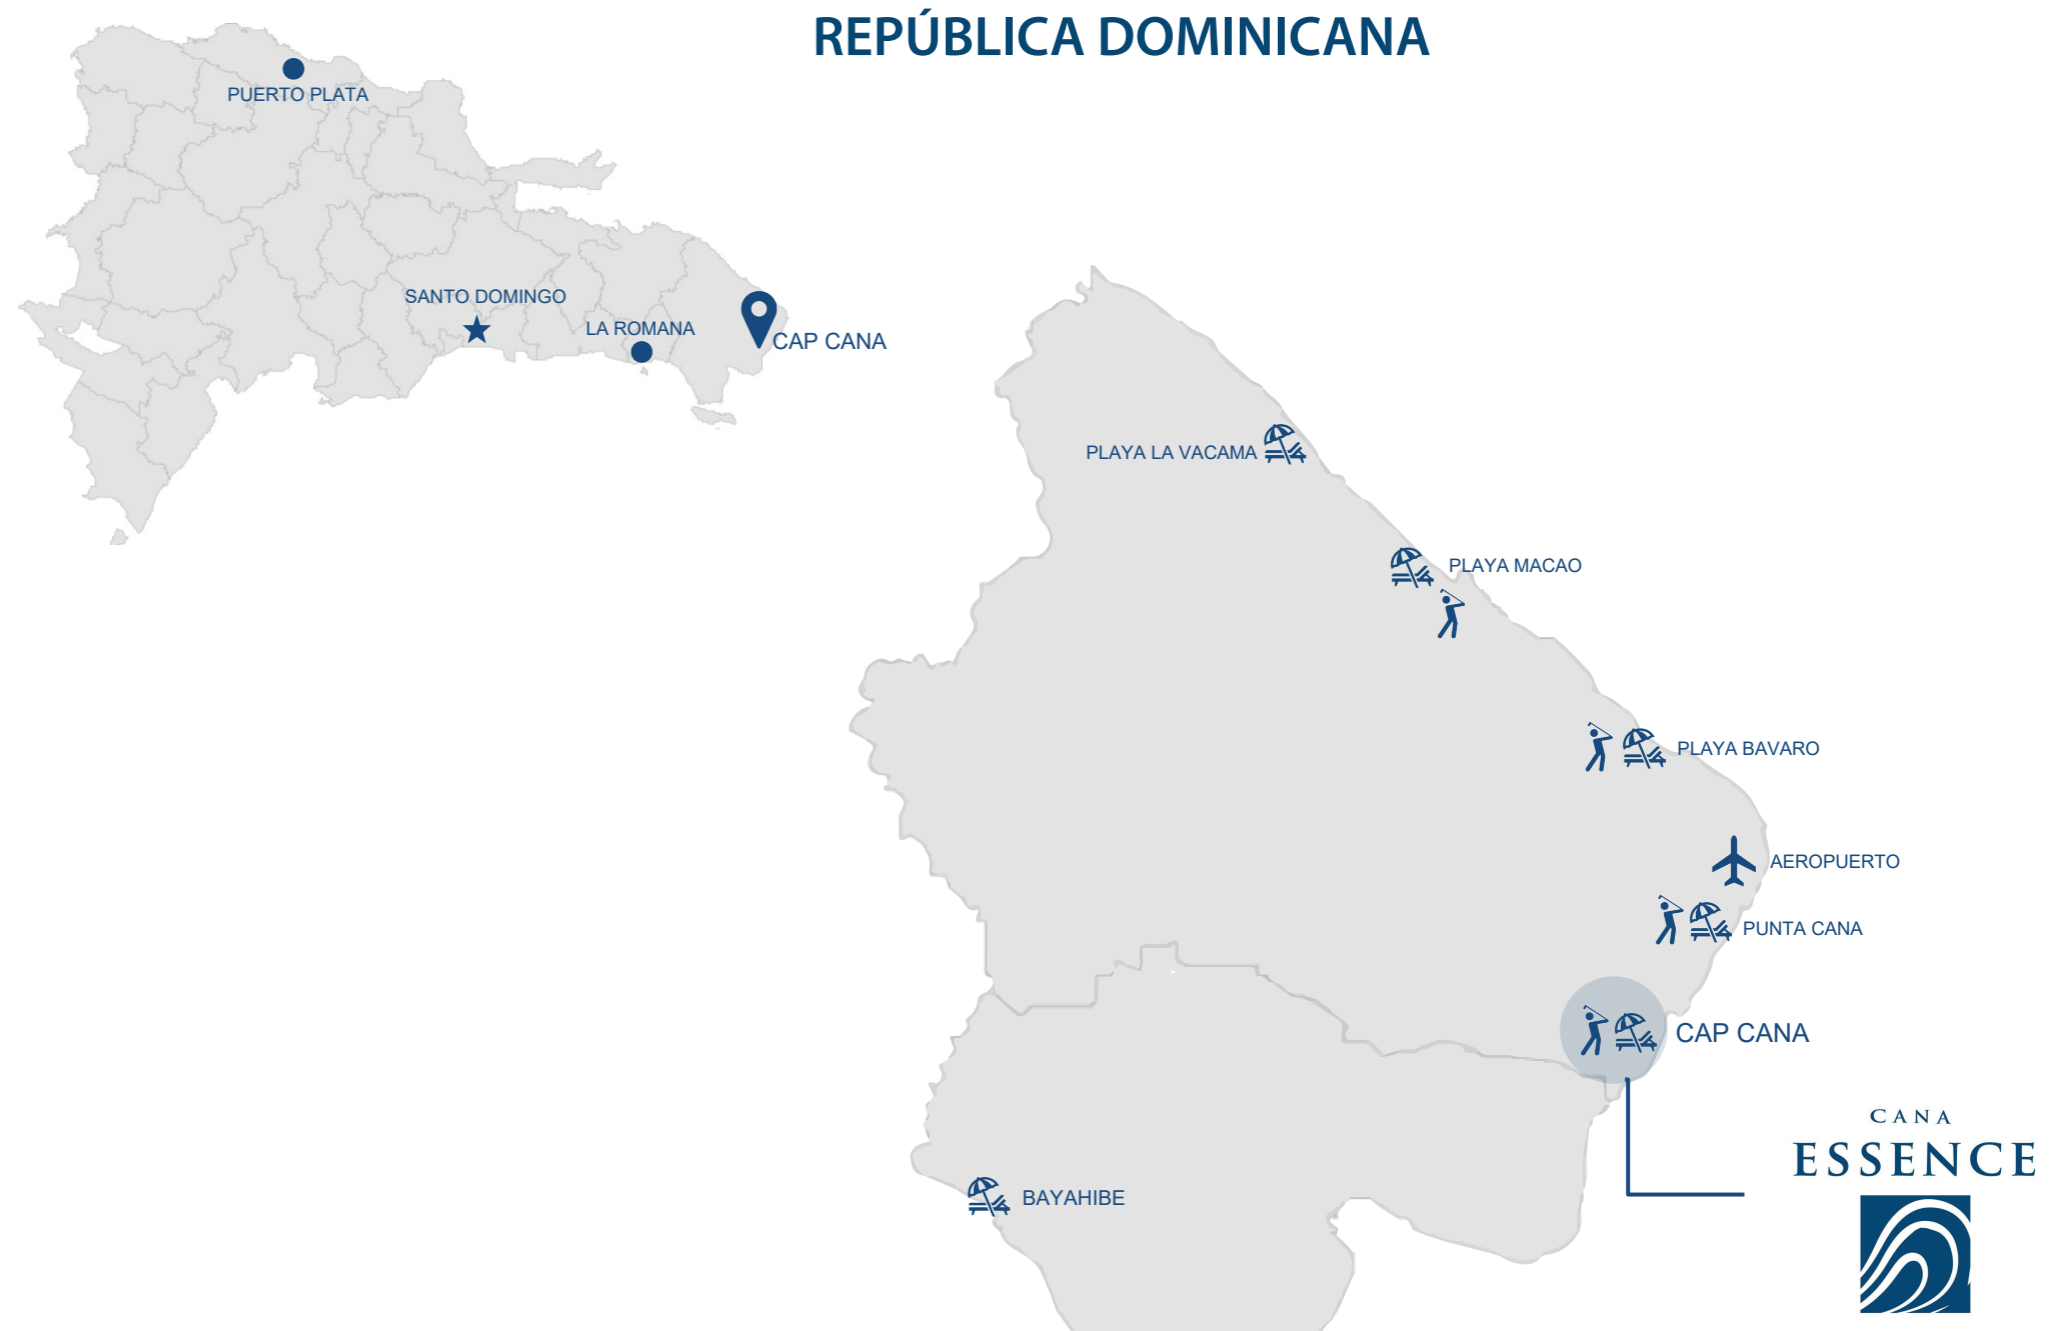 REPÚBLICA DOMINICANA
PUERTO PLATA
SANTO DOMINGO
LA ROMANA
CAP CANA
PLAYA LA VACAMA
PLAYA MACAO
PLAYA BAVARO
AEROPUERTO
PUNTA CANA
CAP CANA
CANA
ESSENCE
BAYAHIBE